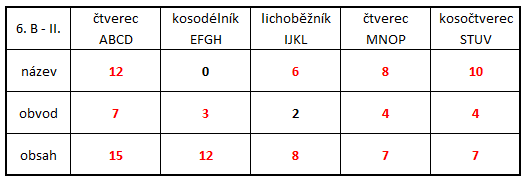 6. B - II. čtverec ABCD kosodélník EFGH lichoběžník IJKL čtverec MNOP kosočtverec STUV
název 12 0 6 8 10
obvod 7 3 2 4 4
obsah 15 12 8 7 7